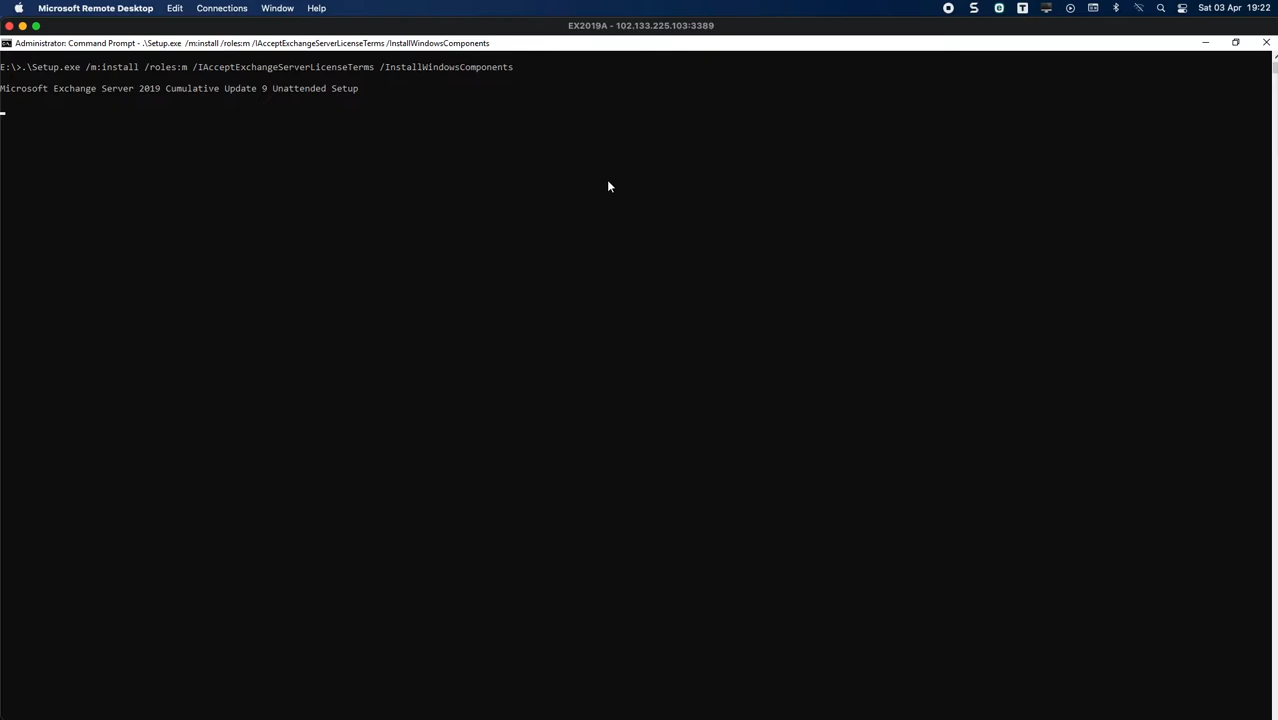 Microsoft Remote Desktop Edit Connections Window Help Sat 03 Apr 19:22
EX2019A - 102.133.225.103:3389
Administrator: Command Prompt - .\Setup.exe /m:install /roles:m /IAcceptExchangeServerLicenseTerms /InstallWindowsComponents
E:\>.\Setup.exe /m:install /roles:m /IAcceptExchangeServerLicenseTerms /InstallWindowsComponents
Microsoft Exchange Server 2019 Cumulative Update 9 Unattended Setup